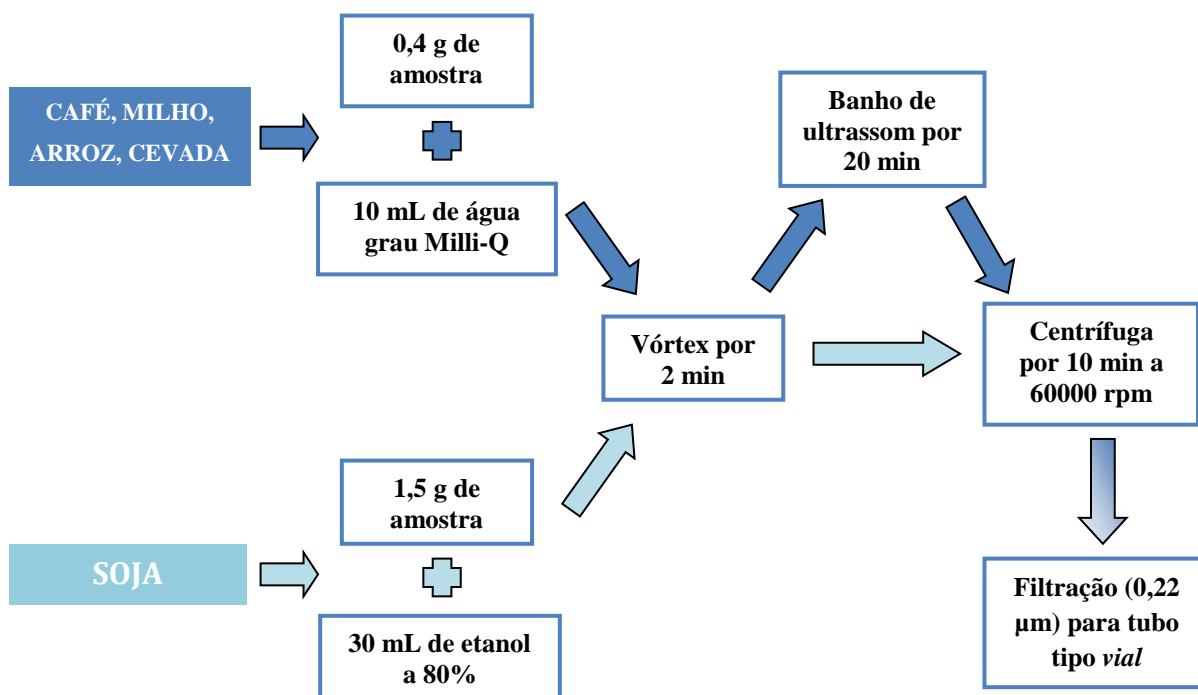 CAFÉ, MILHO,
ARROZ, CEVADA
0,4 g de
amostra
10 mL de água
grau Milli-Q
Banho de
ultrassom por
20 min
Vórtex por
2 min
Centrífuga
por 10 min a
60000 rpm
SOJA
1,5 g de
amostra
30 mL de etanol
a 80%
Filtração (0,22
µm) para tubo
tipo vial